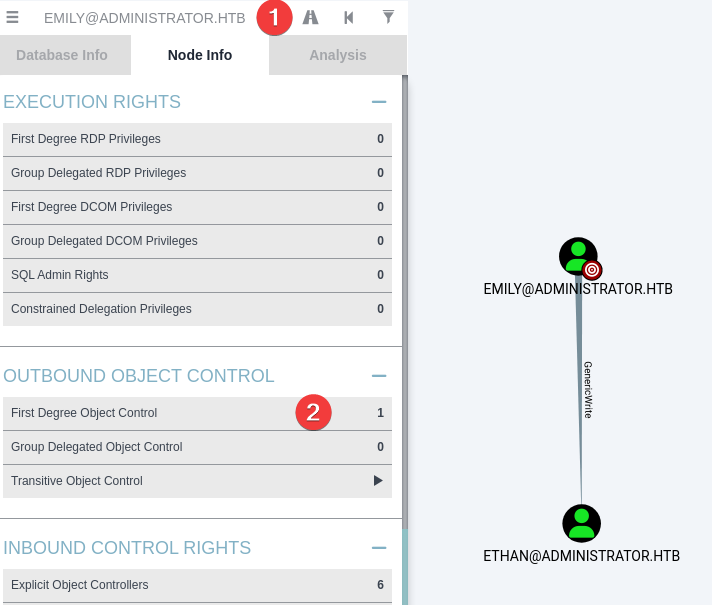 EMILY@ADMINISTRATOR.HTB 1
Database Info Node Info Analysis
EXECUTION RIGHTS
First Degree RDP Privileges 0
Group Delegated RDP Privileges 0
First Degree DCOM Privileges 0
Group Delegated DCOM Privileges 0
SQL Admin Rights 0
Constrained Delegation Privileges 0
OUTBOUND OBJECT CONTROL
First Degree Object Control 2 1
Group Delegated Object Control 0
Transitive Object Control
INBOUND CONTROL RIGHTS
Explicit Object Controllers 6
EMILY@ADMINISTRATOR.HTB
GenericWrite
ETHAN@ADMINISTRATOR.HTB